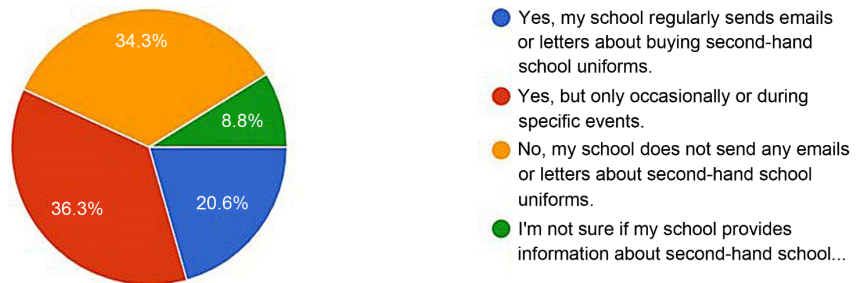 34.3%
8.8%
36.3%
20.6%
Yes, my school regularly sends emails
or letters about buying second-hand
school uniforms.
Yes, but only occasionally or during
specific events.
No, my school does not send any emails
or letters about second-hand school
uniforms.
I'm not sure if my school provides
information about second-hand school...